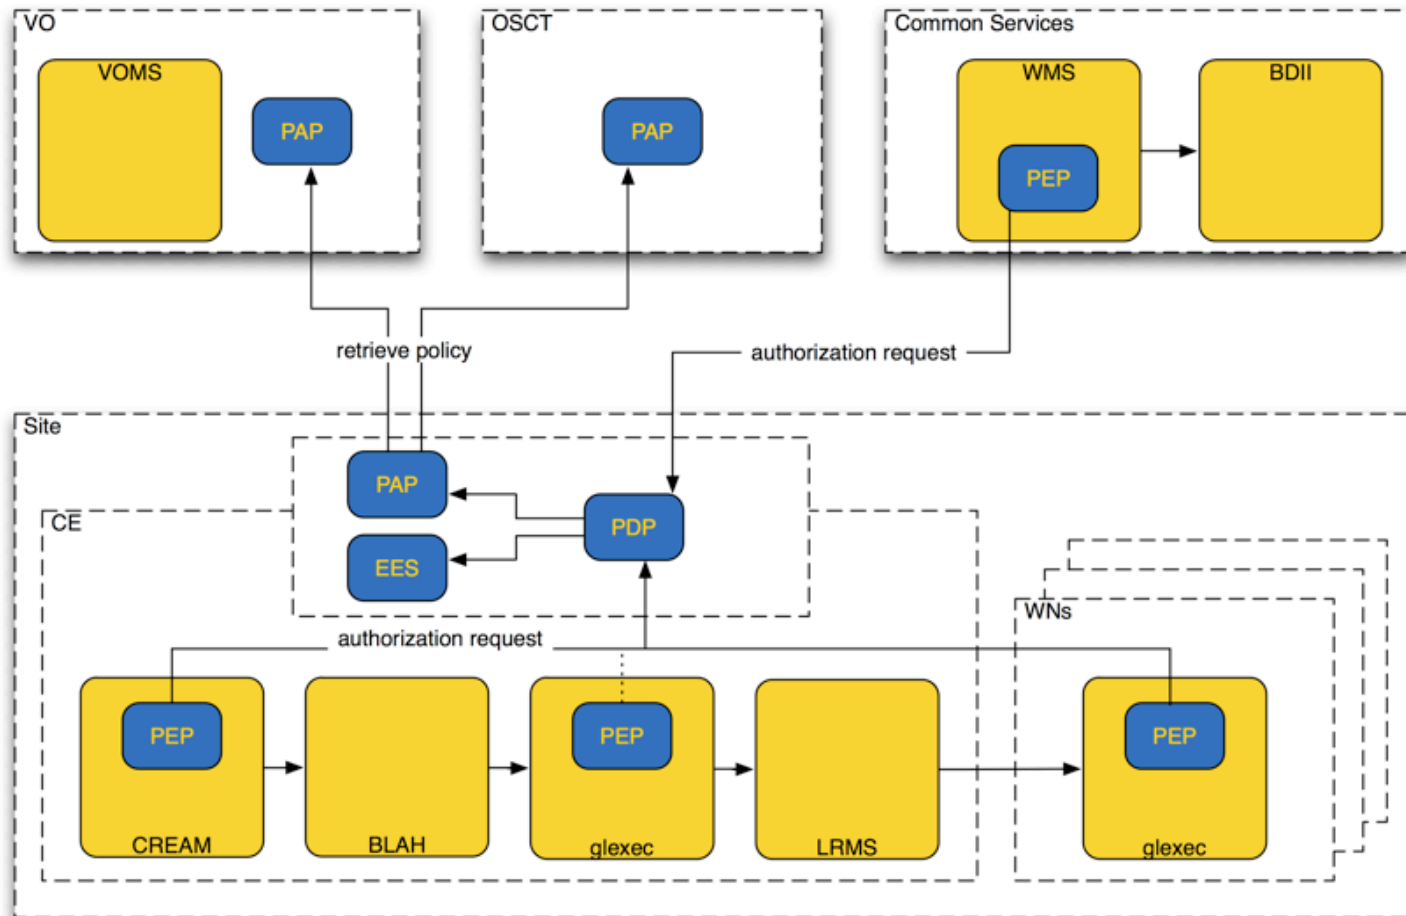 VO
OSCT
Common Services
VOMS
WMS
BDII
PAP
PAP
PEP
retrieve policy
authorization request
Site
PAP
CE
PDP
EES
WNs
authorization request
PEP
PEP
PEP
CREAM
BLAH
glexec
LRMS
glexec